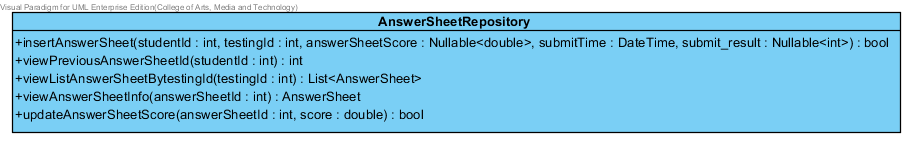 Visual Paradigm for UML Enterprise Edition(College of Arts, Media and Technology)
AnswerSheetRepository
+insertAnswerSheet(studentId : int, testingId : int, answerSheetScore : Nullable<double>, submitTime : DateTime, submit_result : Nullable<int>) : bool
+viewPreviousAnswerSheetId(studentId : int) : int
+viewListAnswerSheetBytestingId(testingId : int) : List<AnswerSheet>
+viewAnswerSheetInfo(answerSheetId : int) : AnswerSheet
+updateAnswerSheetScore(answerSheetId : int, score : double) : bool